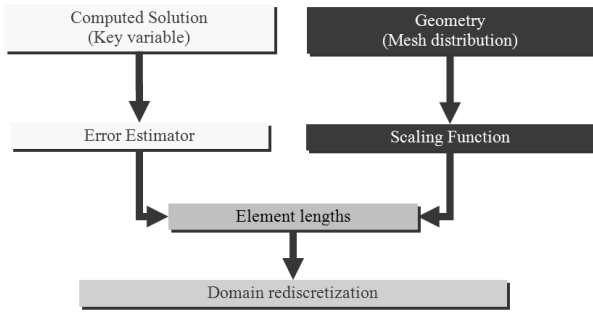 Computed Solution
(Key variable)
Geometry
(Mesh distribution)
Error Estimator
Scaling Function
Element lengths
Domain rediscretization